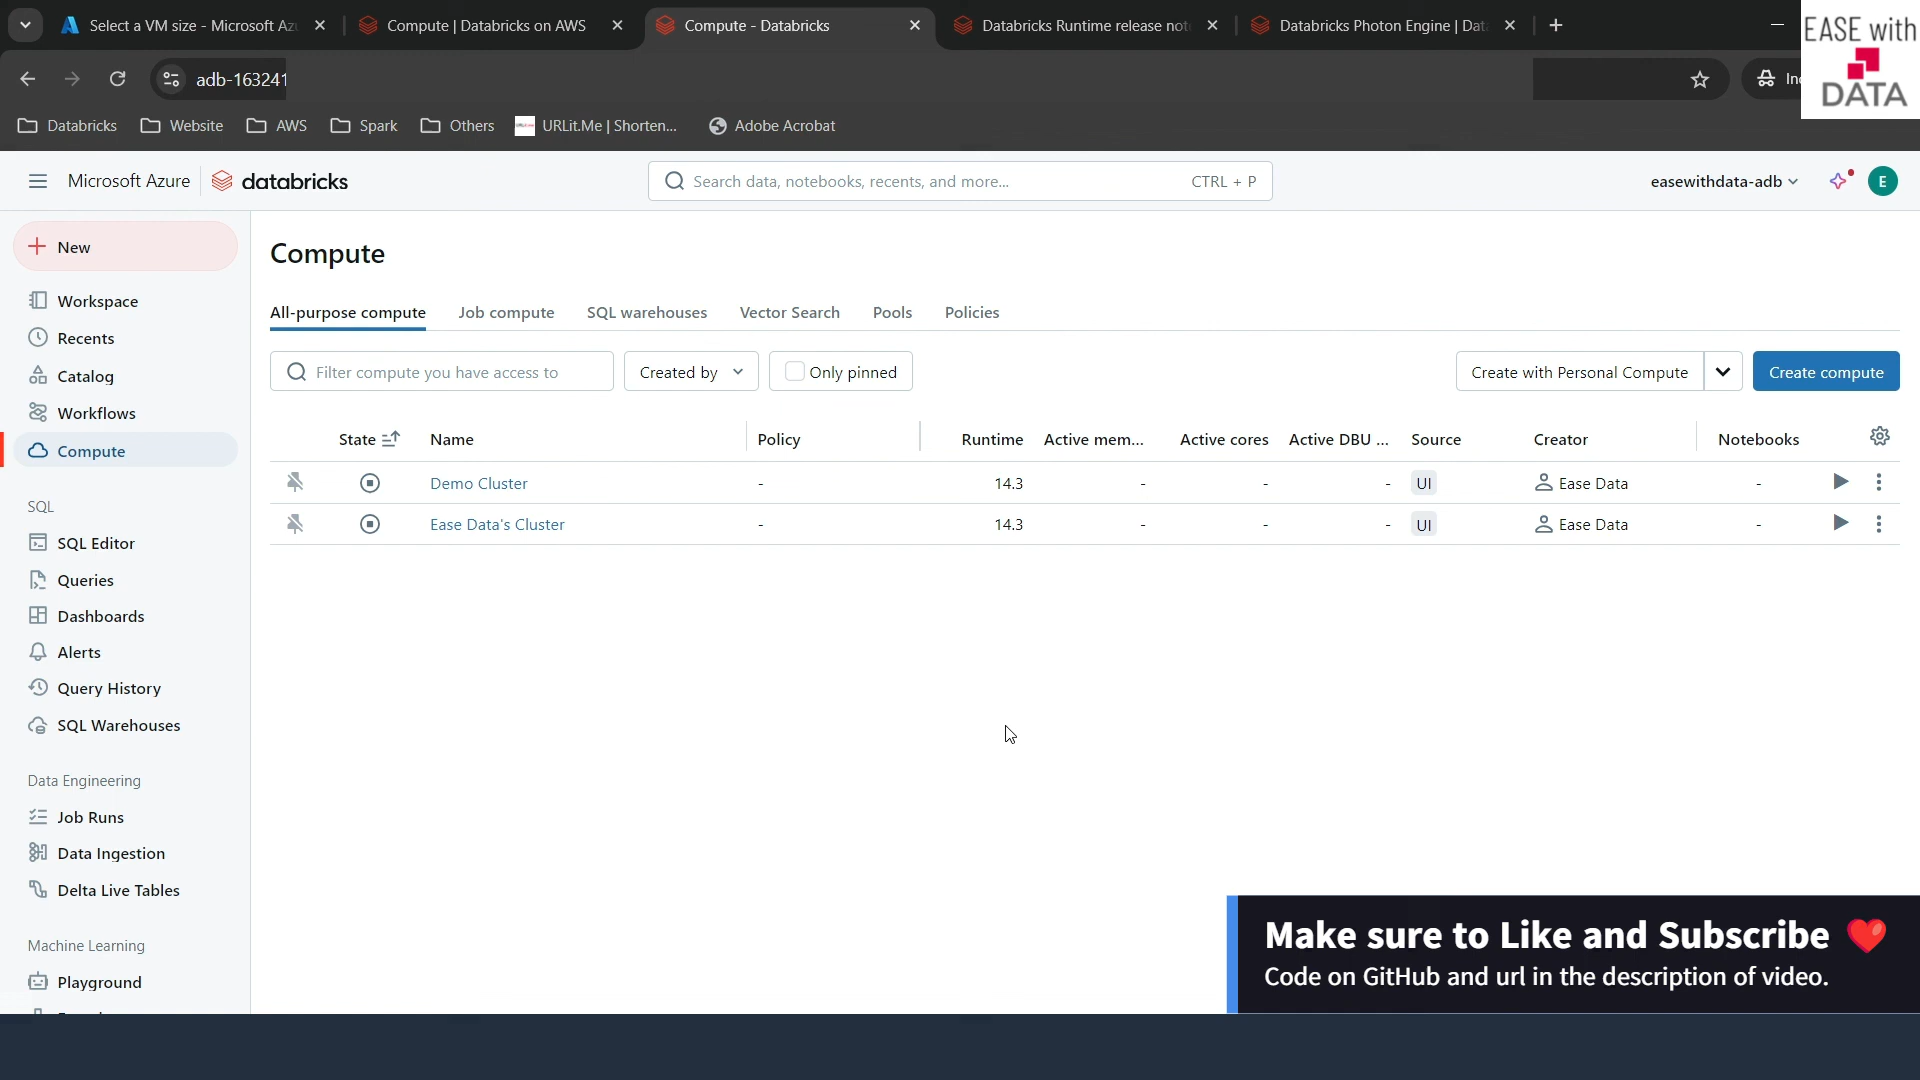 Select a VM size - Microsoft Az
Compute | Databricks on AWS
Compute - Databricks
Databricks Runtime release not
Databricks Photon Engine | Dat
EASE with
DATA
adb-163241
Databricks
Website
AWS
Spark
Others
URLit.Me | Shorten...
Adobe Acrobat
Microsoft Azure
databricks
Search data, notebooks, recents, and more...
CTRL + P
easewithdata-adb
E
New
Workspace
Recents
Catalog
Workflows
Compute
SQL
SQL Editor
Queries
Dashboards
Alerts
Query History
SQL Warehouses
Data Engineering
Job Runs
Data Ingestion
Delta Live Tables
Machine Learning
Playground
Compute
All-purpose compute
Job compute
SQL warehouses
Vector Search
Pools
Policies
Filter compute you have access to
Created by
Only pinned
Create with Personal Compute
Create compute
State Name Policy Runtime Active mem... Active cores Active DBU ... Source Creator Notebooks
Demo Cluster - 14.3 - - - UI Ease Data -
Ease Data's Cluster - 14.3 - - - UI Ease Data -
Make sure to Like and Subscribe
Code on GitHub and url in the description of video.